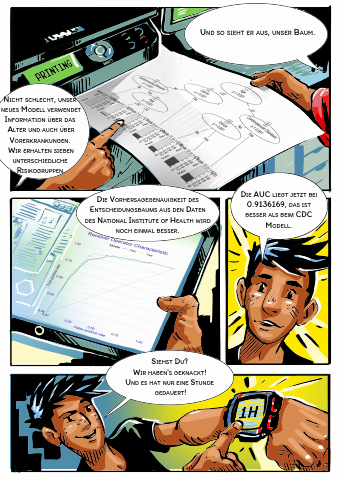 Und so sieht er aus, unser Baum.
PRINTING
Nicht schlecht, unser
neues Modell verwendet
Information über das
Alter und auch über
Vorerkrankungen.
Wir erhalten sieben
unterschiedliche
Risikogruppen.
Die Vorhersagegenauigkeit des
Entscheidungsbaums aus den Daten
des National Institute of Health wird
noch einmal besser.
Die AUC liegt jetzt bei
0.9136169, das ist
besser als beim CDC
Modell.
Receiver Operator Characteristic
Siehst Du?
Wir haben's geknackt!
Und es hat nur eine Stunde
gedauert!
1H